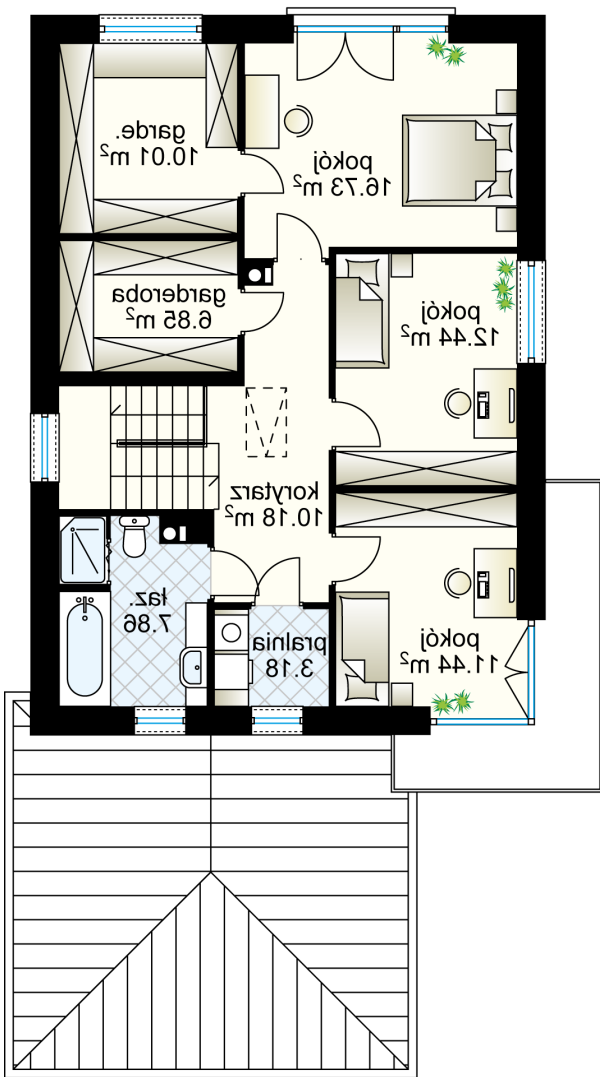 garde.
10.01 m²
pokój
16.73 m²
garderoba
6.85 m²
pokój
12.44 m²
korytarz
10.18 m²
łaz.
7.86
pralnia
3.18
pokój
11.44 m²